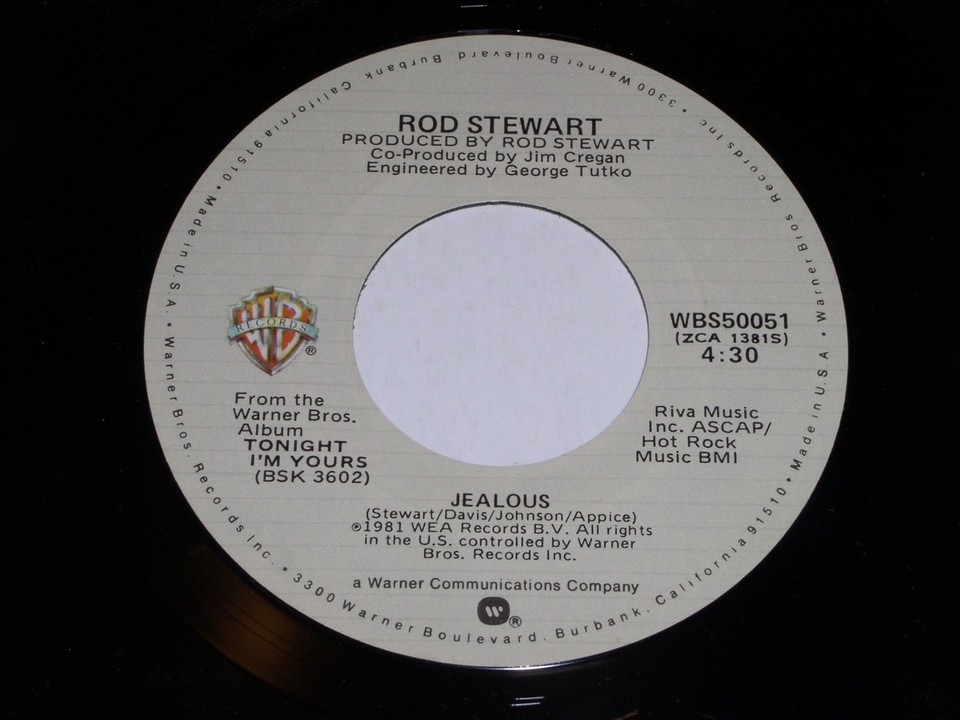 ROD STEWART
PRODUCED BY ROD STEWART
Co-Produced by Jim Cregan
Engineered by George Tutko
WB
RECORDS
®
WBS50051
(ZCA 1381S)
4:30
From the
Warner Bros.
Album
TONIGHT
I'M YOURS
(BSK 3602)
Riva Music
Inc. ASCAP/
Hot Rock
Music BMI
JEALOUS
(Stewart/Davis/Johnson/Appice)
℗1981 WEA Records B.V. All rights
in the U.S. controlled by Warner
Bros. Records Inc.
a Warner Communications Company
®
Warner Bros. Records Inc. • 3300 Warner Boulevard, Burbank, California 91510 • Made in U.S.A. •
Warner Bros. Records Inc. • 3300 Warner Boulevard, Burbank, California 91510 • Made in U.S.A. •